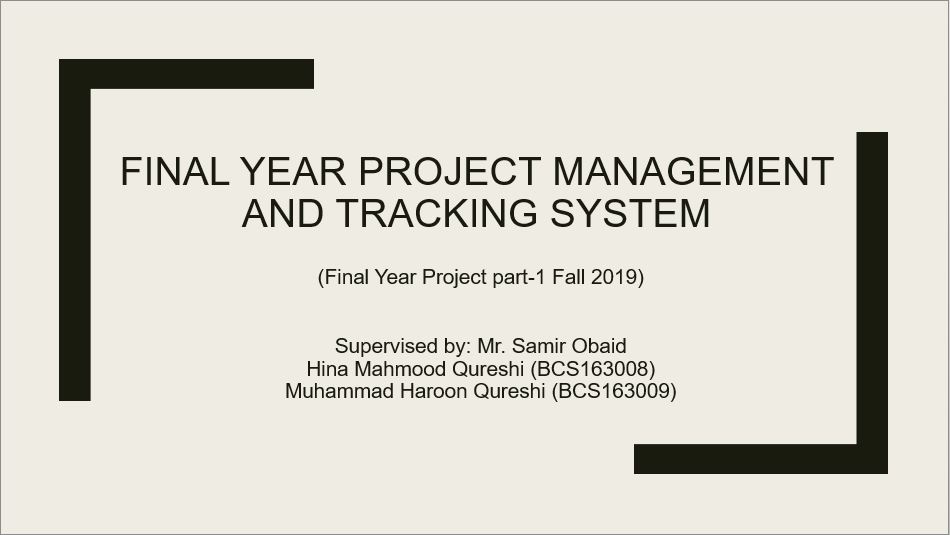 FINAL YEAR PROJECT MANAGEMENT
AND TRACKING SYSTEM
(Final Year Project part-1 Fall 2019)
Supervised by: Mr. Samir Obaid
Hina Mahmood Qureshi (BCS163008)
Muhammad Haroon Qureshi (BCS163009)